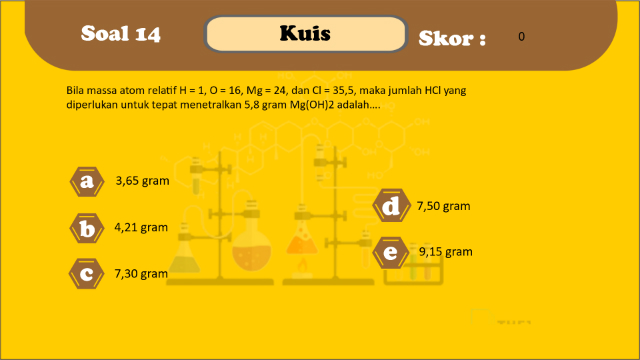 Soal 14
Kuis
Skor :
0
Bila massa atom relatif H = 1, O = 16, Mg = 24, dan Cl = 35,5, maka jumlah HCl yang
diperlukan untuk tepat menetralkan 5,8 gram Mg(OH)2 adalah....
a 3,65 gram
b 4,21 gram
c 7,30 gram
d 7,50 gram
e 9,15 gram